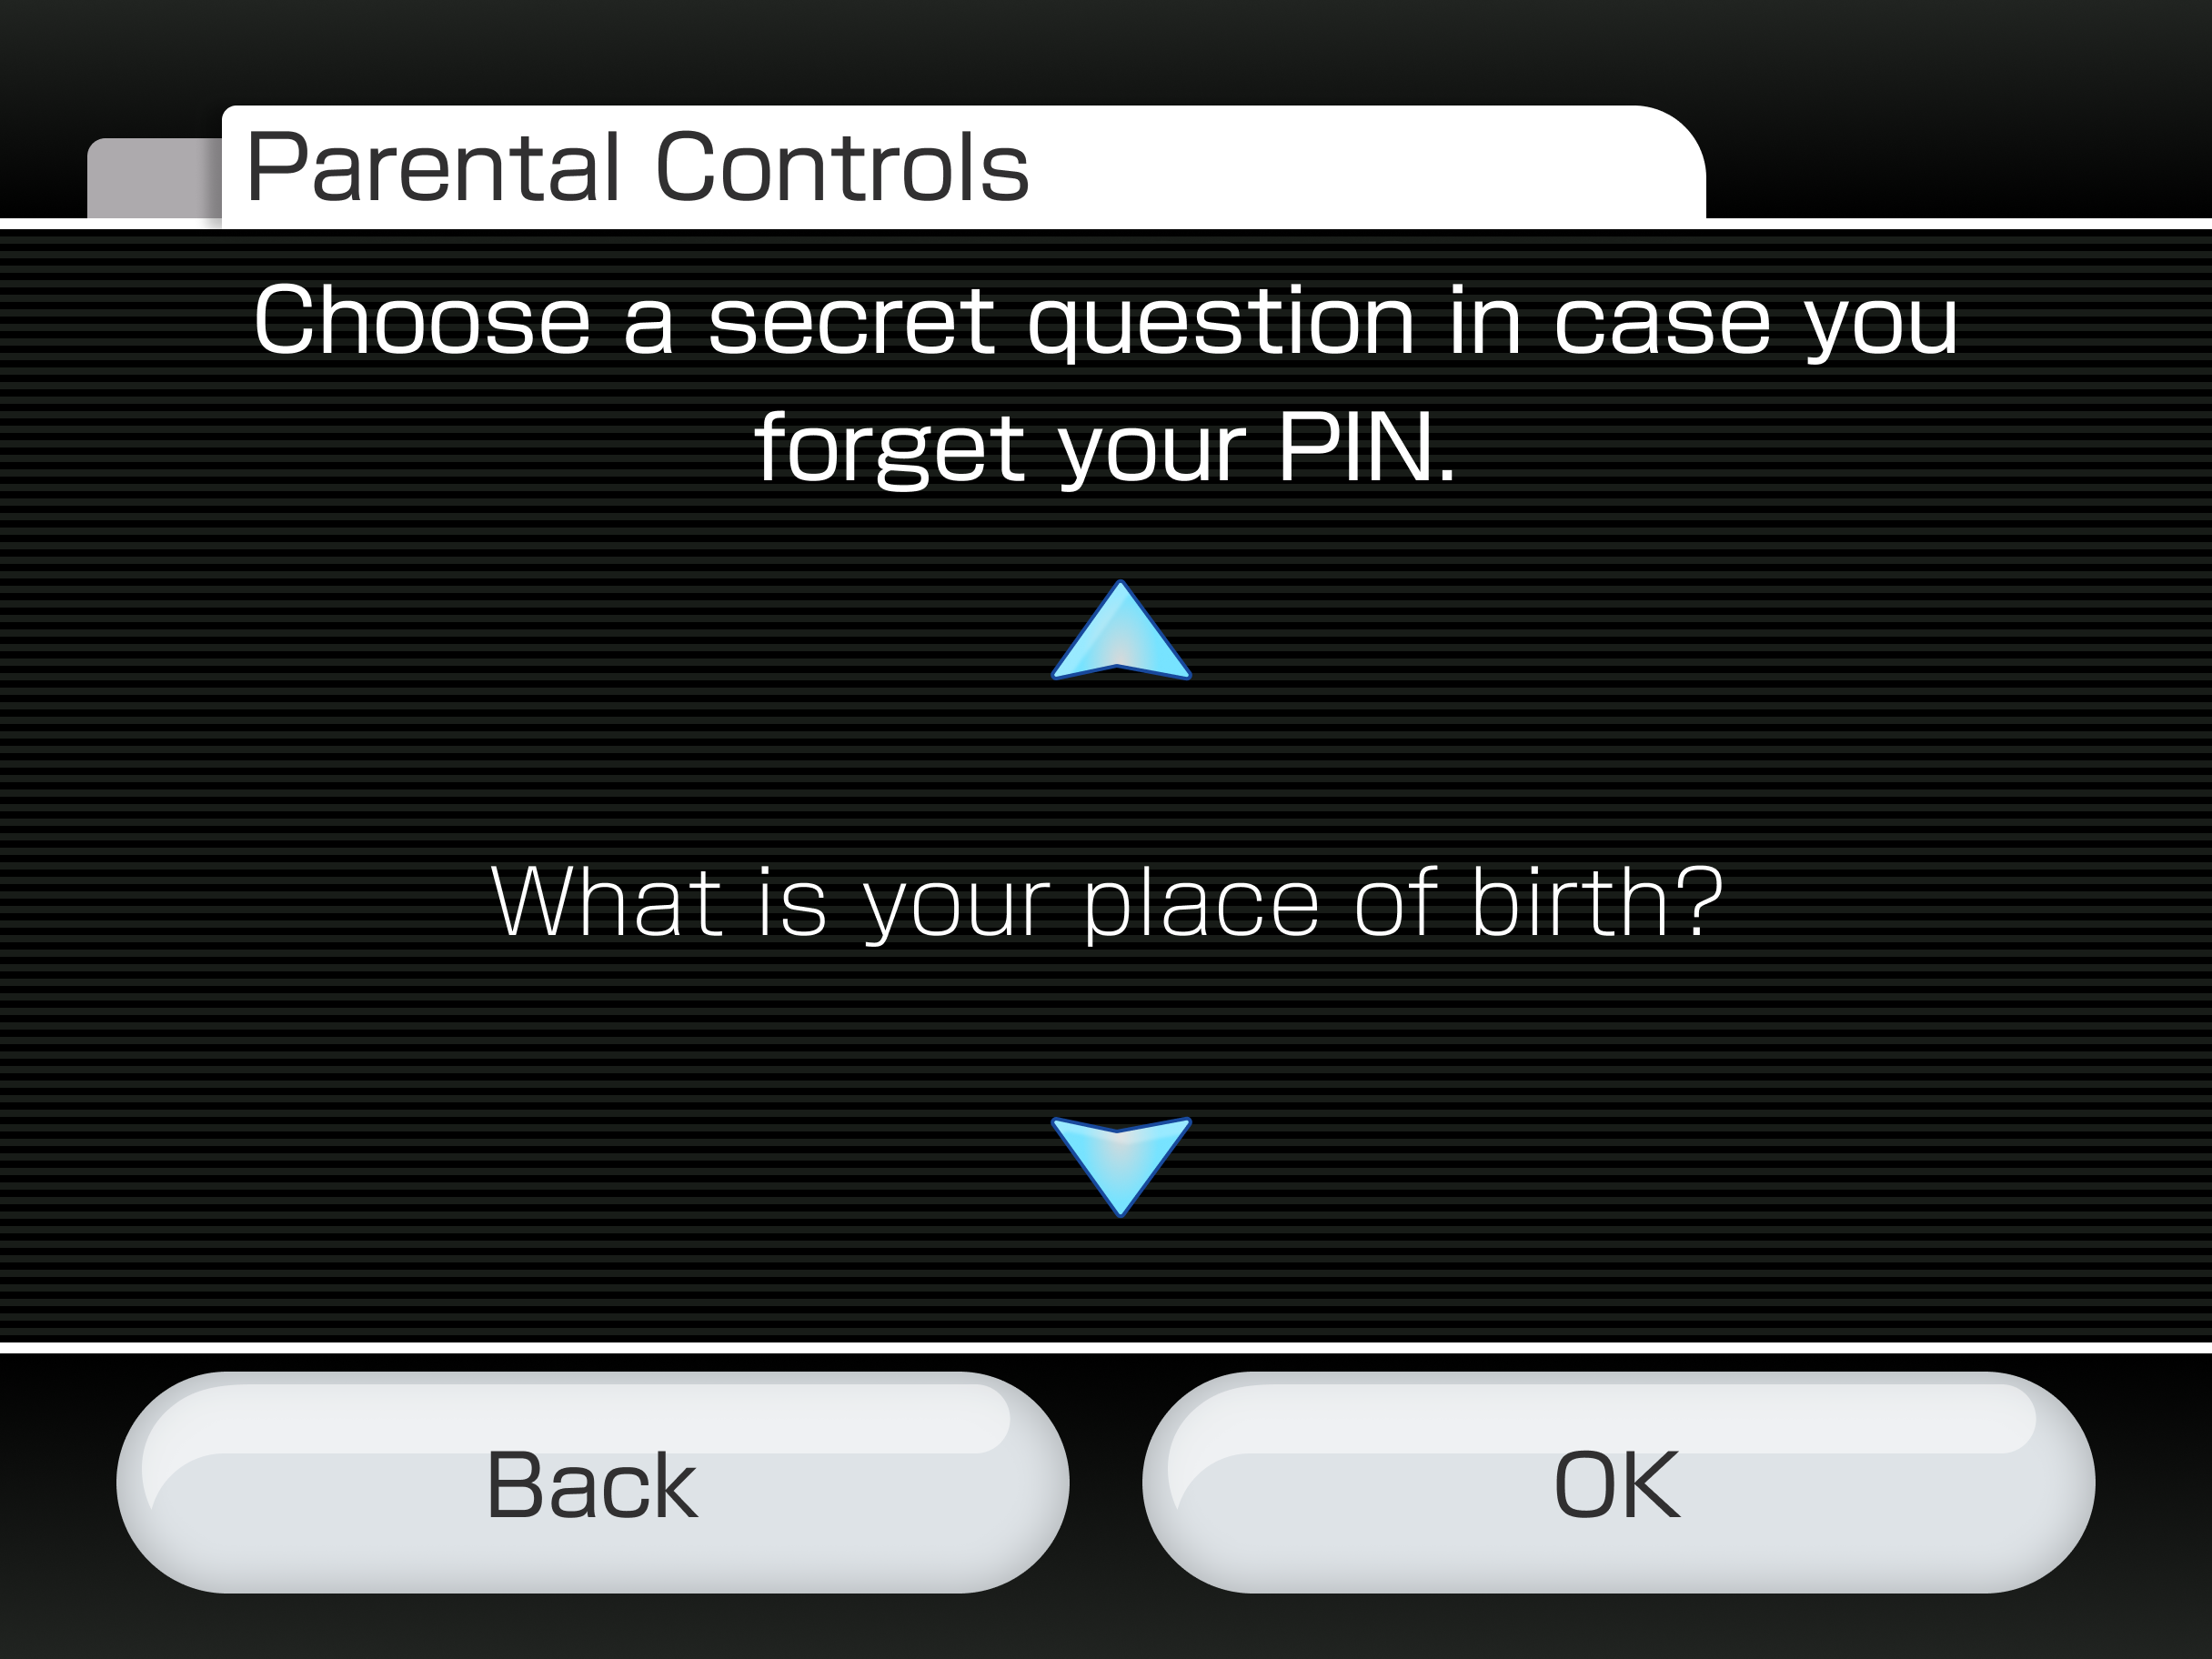 Parental Controls
Choose a secret question in case you
forget your PIN.
What is your place of birth?
Back
OK